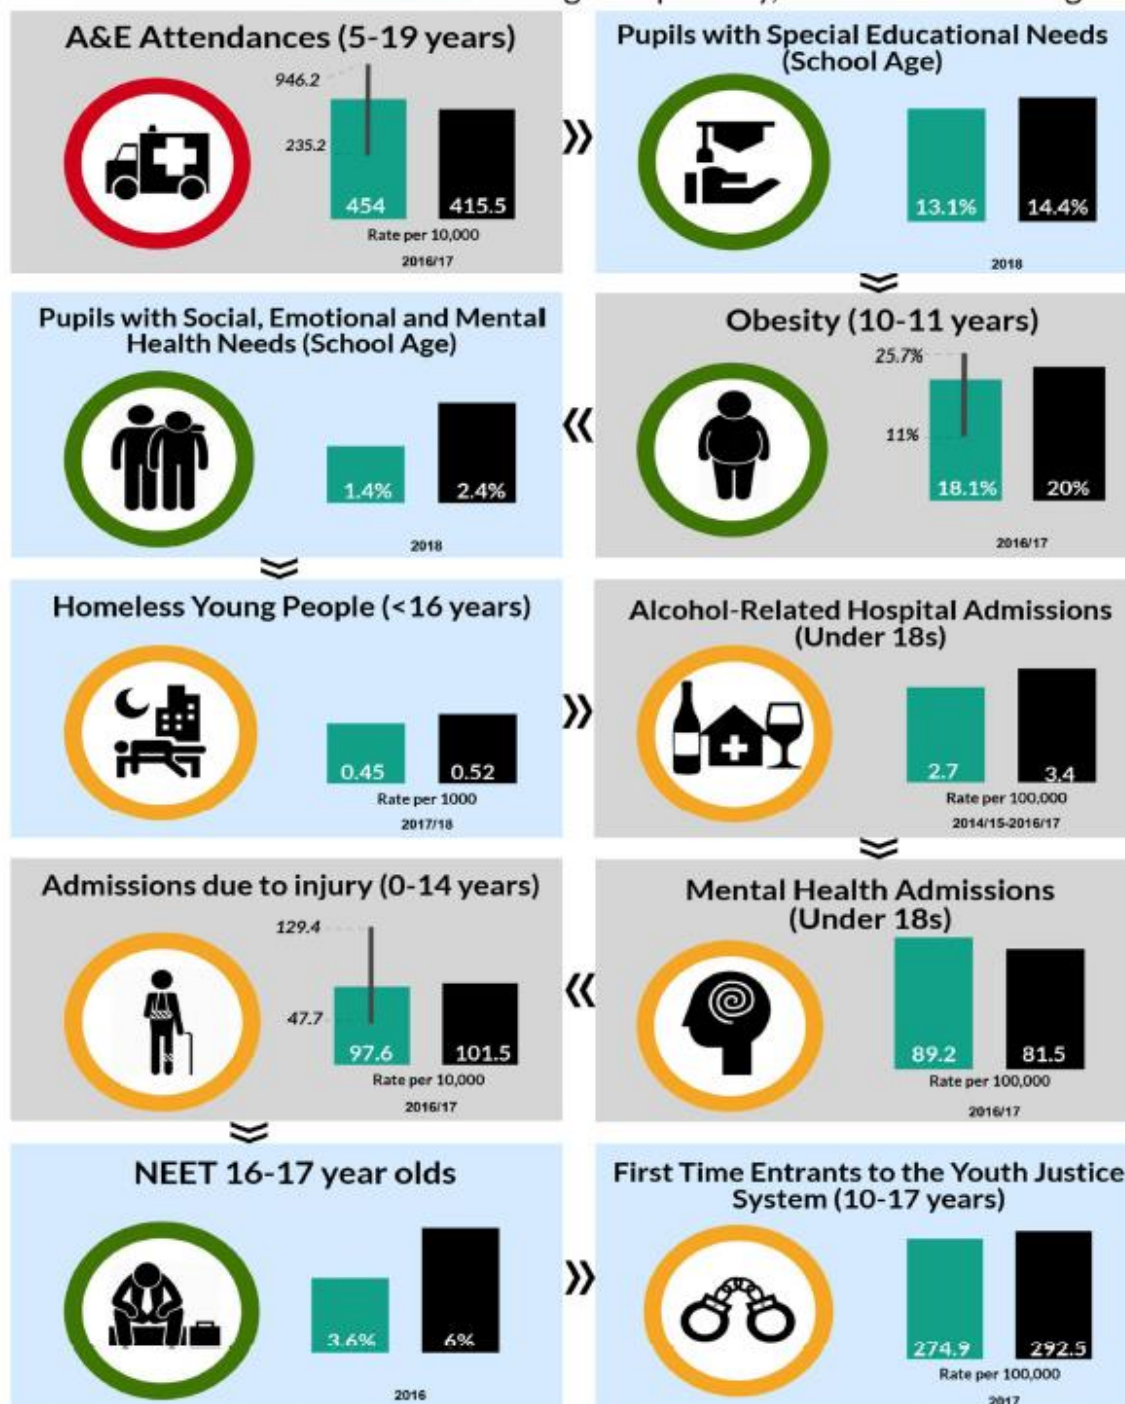 A&E Attendances (5-19 years)
946.2
235.2
454
415.5
Rate per 10,000
2016/17
Pupils with Special Educational Needs
(School Age)
13.1%
14.4%
2018
Pupils with Social, Emotional and Mental
Health Needs (School Age)
1.4%
2.4%
2018
Obesity (10-11 years)
25.7%
11%
18.1%
20%
2016/17
Homeless Young People (<16 years)
0.45
0.52
Rate per 1000
2017/18
Alcohol-Related Hospital Admissions
(Under 18s)
2.7
3.4
Rate per 100,000
2014/15-2016/17
Admissions due to injury (0-14 years)
129.4
47.7
97.6
101.5
Rate per 10,000
2016/17
Mental Health Admissions
(Under 18s)
89.2
81.5
Rate per 100,000
2016/17
NEET 16-17 year olds
3.6%
6%
2016
First Time Entrants to the Youth Justice
System (10-17 years)
274.9
292.5
Rate per 100,000
2017